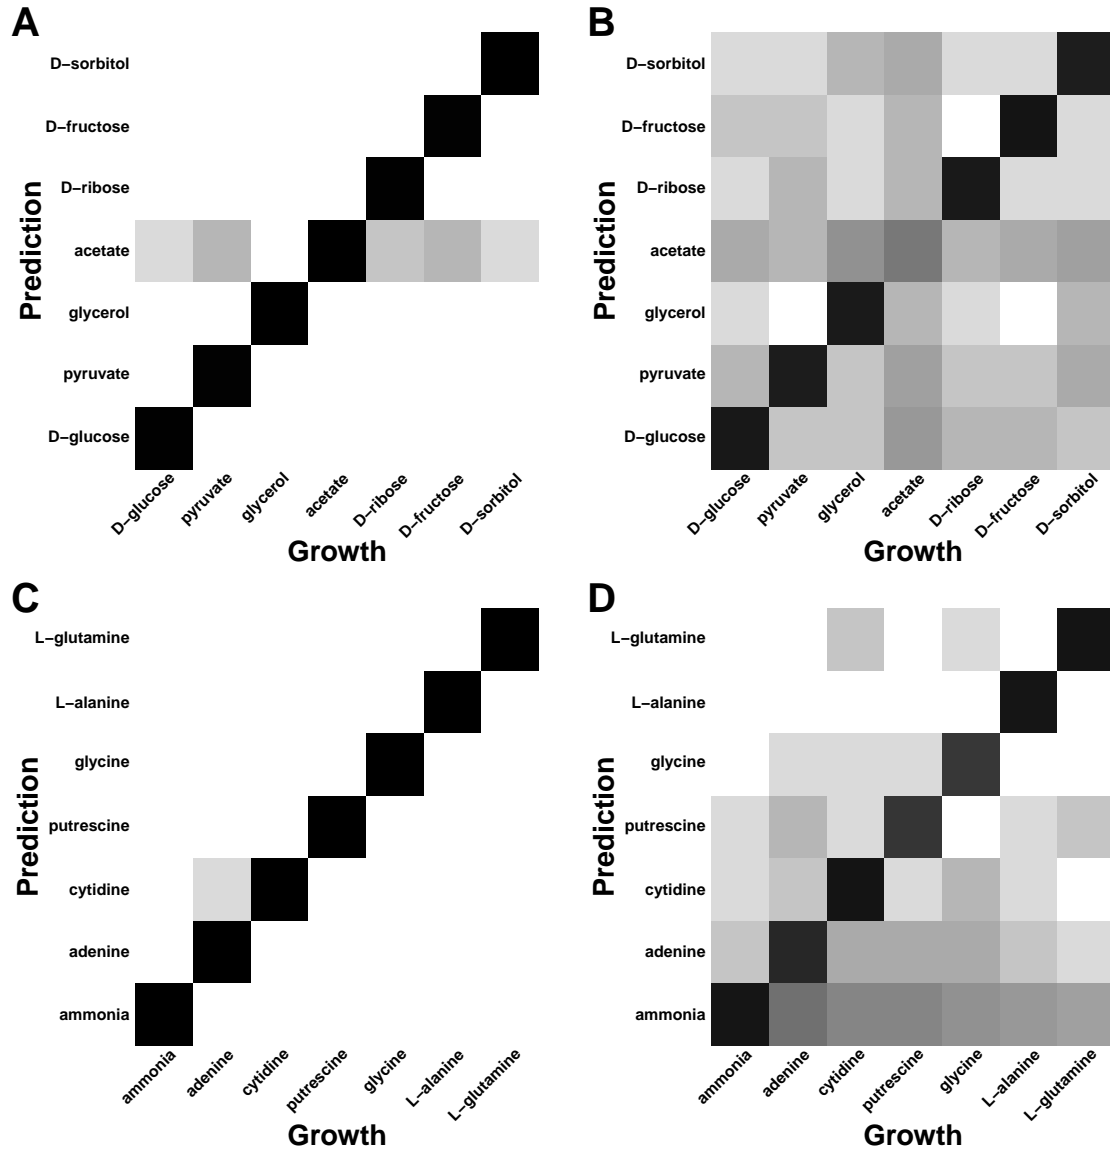 A
D−sorbitol
D−fructose
D−ribose
acetate
glycerol
pyruvate
D−glucose
Prediction
D−glucose
pyruvate
glycerol
acetate
D−ribose
D−fructose
D−sorbitol
Growth
B
D−sorbitol
D−fructose
D−ribose
acetate
glycerol
pyruvate
D−glucose
Prediction
D−glucose
pyruvate
glycerol
acetate
D−ribose
D−fructose
D−sorbitol
Growth
C
L−glutamine
L−alanine
glycine
putrescine
cytidine
adenine
ammonia
Prediction
ammonia
adenine
cytidine
putrescine
glycine
L−alanine
L−glutamine
Growth
D
L−glutamine
L−alanine
glycine
putrescine
cytidine
adenine
ammonia
Prediction
ammonia
adenine
cytidine
putrescine
glycine
L−alanine
L−glutamine
Growth